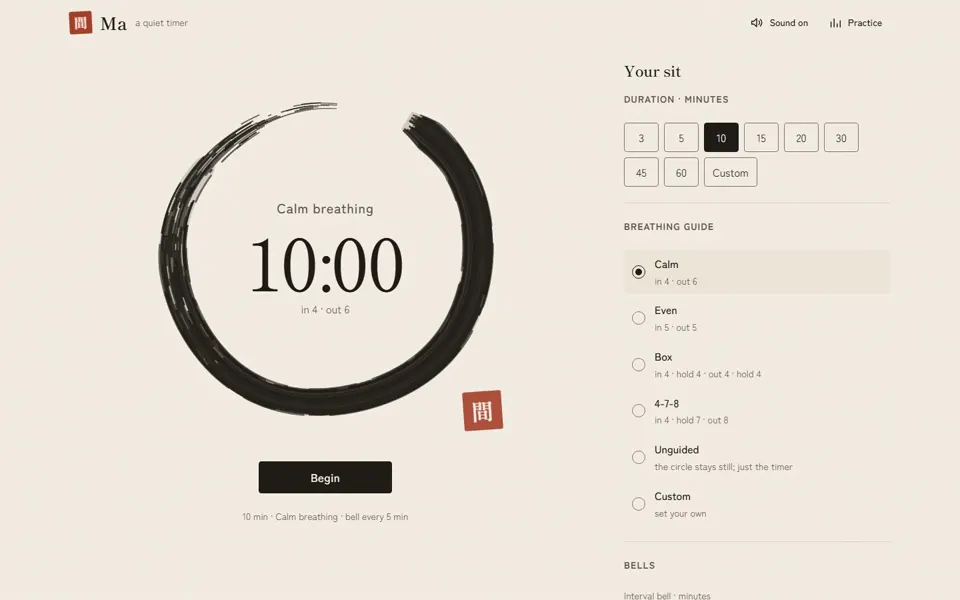 間 Ma a quiet timer
Sound on Practice
Your sit
DURATION · MINUTES
3 5 10 15 20 30
45 60 Custom
BREATHING GUIDE
Calm
in 4 · out 6
Even
in 5 · out 5
Box
in 4 · hold 4 · out 4 · hold 4
4-7-8
in 4 · hold 7 · out 8
Unguided
the circle stays still; just the timer
Custom
set your own
BELLS
Interval bell · minutes
Calm breathing
10:00
in 4 · out 6
間
Begin
10 min · Calm breathing · bell every 5 min